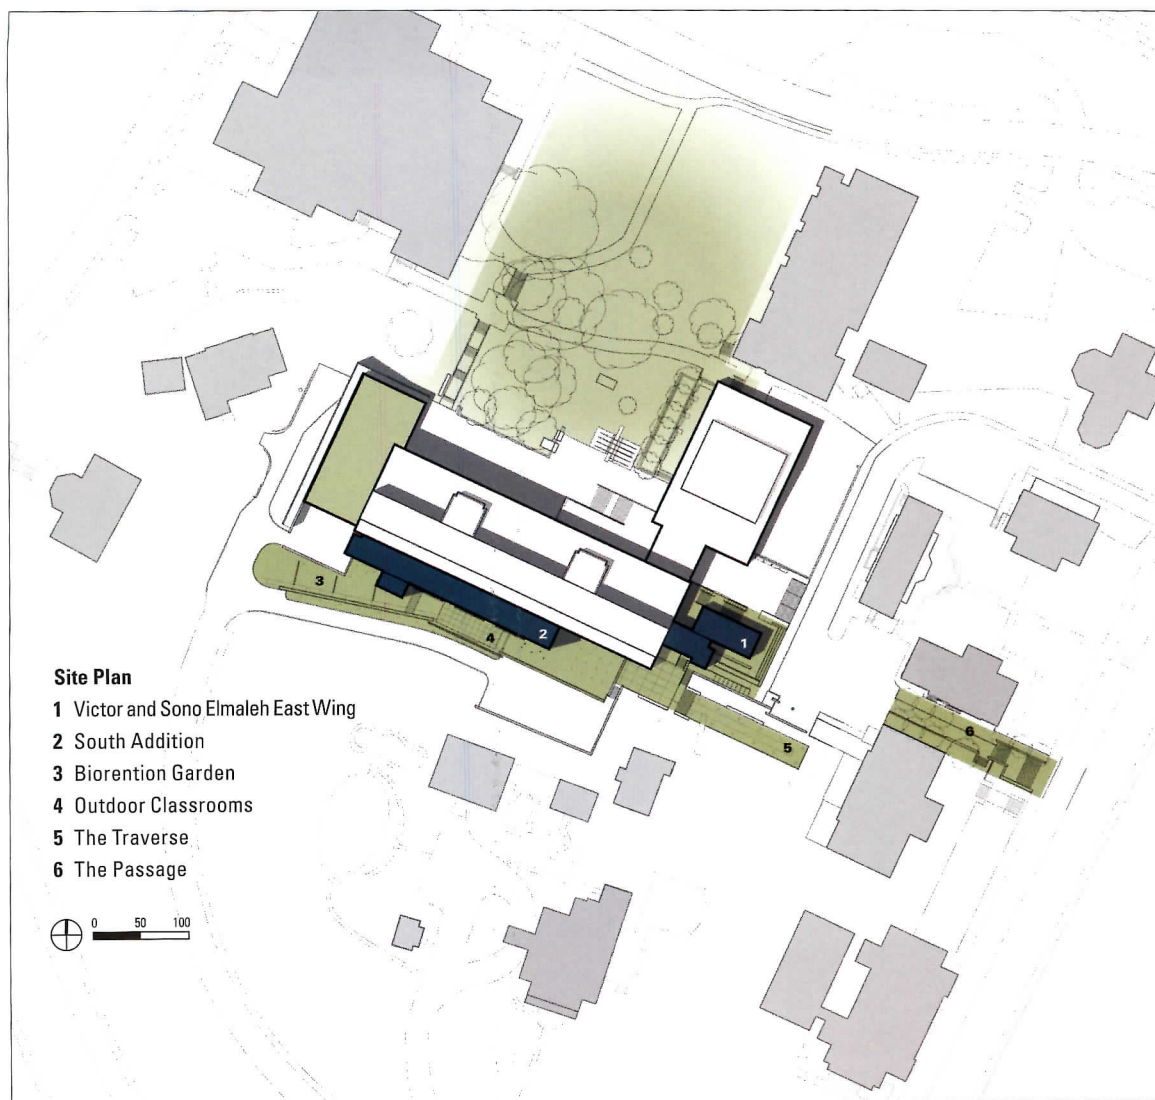 Site Plan
1 Victor and Sono Elmaleh East Wing
2 South Addition
3 Biorention Garden
4 Outdoor Classrooms
5 The Traverse
6 The Passage
0 50 100
3
4
2
1
5
6